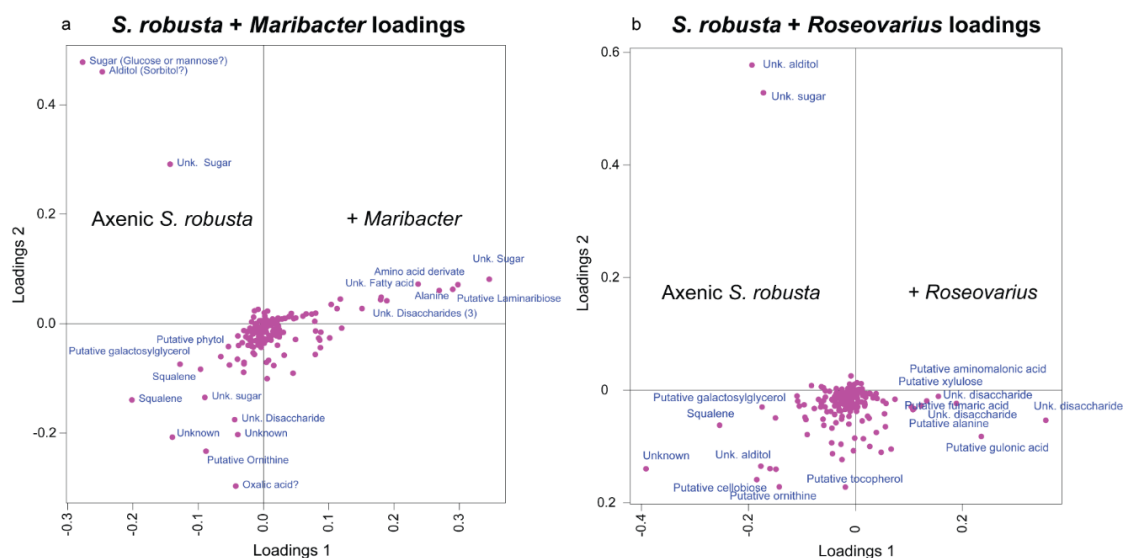 a
S. robusta + Maribacter loadings
Sugar (Glucose or mannose?)
Alditol (Sorbitol?)
0.4
Unk. Sugar
Axenic S. robusta
+ Maribacter
0.2
Loadings 2
Unk. Sugar
Amino acid derivate
Unk. Fatty acid
Alanine
Putative Laminaribiose
Unk. Disaccharides (3)
0.0
Putative phytol
Putative galactosylglycerol
Squalene
Squalene
Unk. sugar
Unk. Disaccharide
-0.2
Unknown
Unknown
Putative Ornithine
Oxalic acid?
-0.3
-0.2
-0.1
0.0
0.1
0.2
0.3
Loadings 1
b
S. robusta + Roseovarius loadings
0.6
Unk. alditol
Unk. sugar
0.4
Loadings 2
Axenic S. robusta
+ Roseovarius
0.2
0
Putative aminomalonic acid
Putative xylulose
Putative galactosylglycerol
Unk. disaccharide
Putative fumaric acid
Unk. disaccharide
Squalene
Unk. disaccharide
Putative alanine
Putative gulonic acid
Unknown
Unk. alditol
Putative tocopherol
Putative cellobiose
Putative ornithine
0.2
-0.4
-0.2
0
0.2
Loadings 1